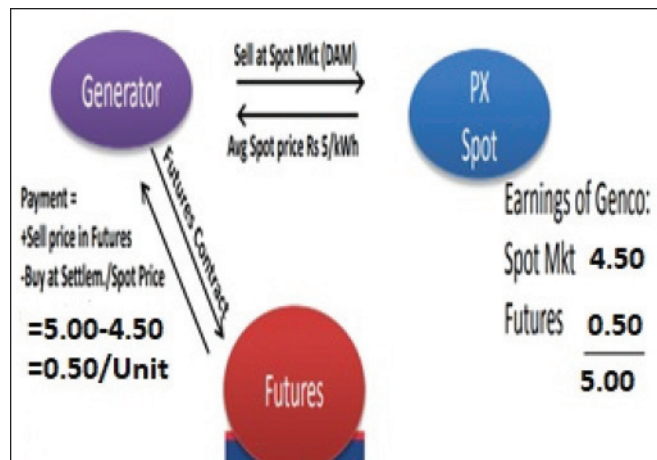 Sell at Spot Mkt (DAM)
Generator
PX
Spot
Avg Spot price Rs 5/kWh
Futures Contract
Payment =
+Sell price in Futures
-Buy at Settlem./Spot Price
=5.00-4.50
=0.50/Unit
Earnings of Genco:
Spot Mkt 4.50
Futures 0.50
5.00
Futures